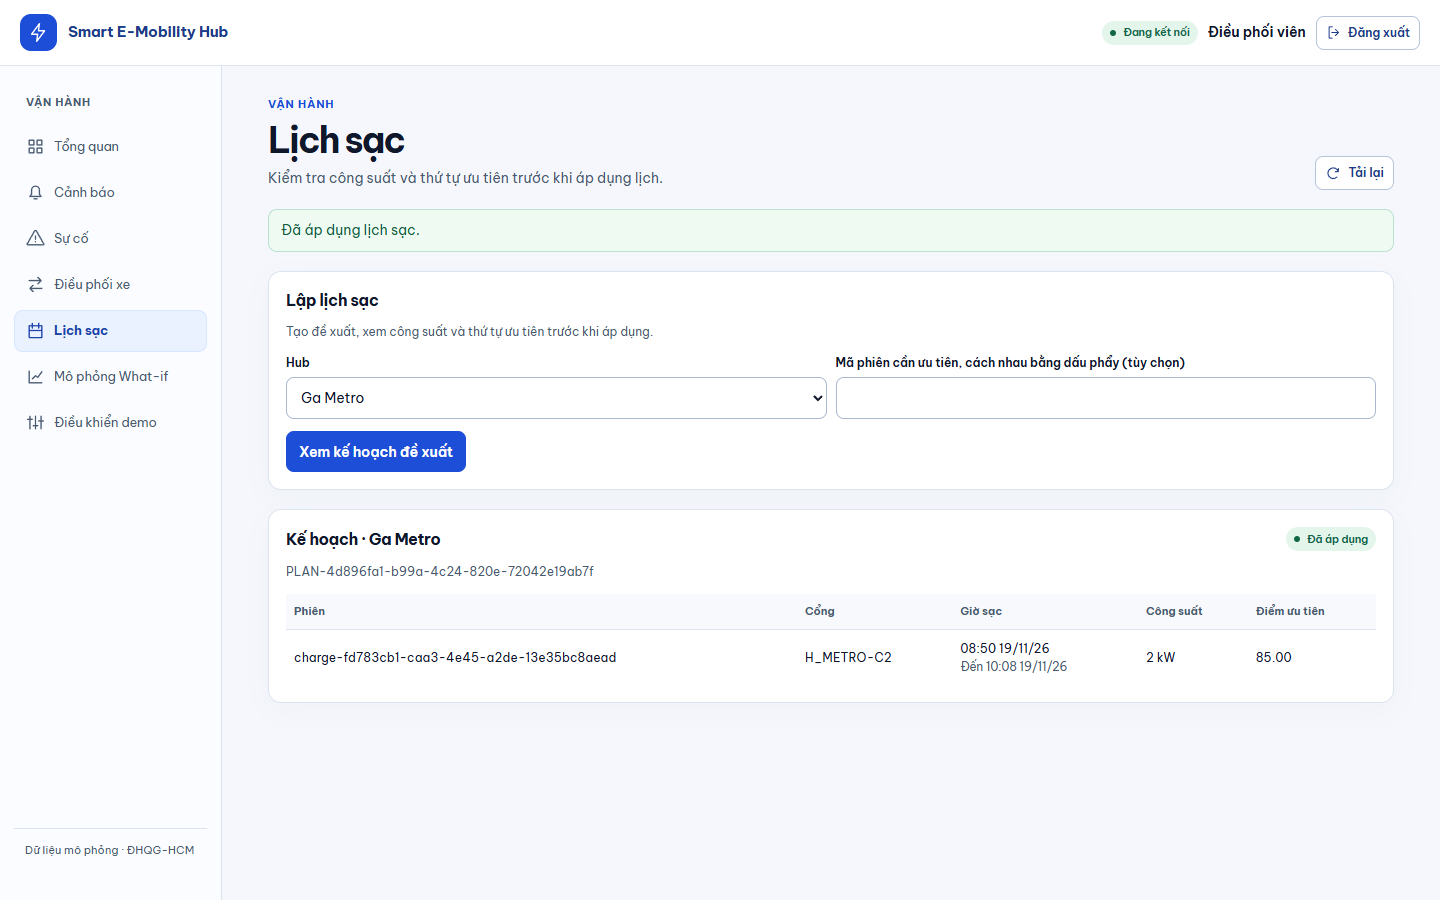 Smart E-Mobility Hub
Đang kết nối
Điều phối viên
Đăng xuất
VẬN HÀNH
Tổng quan
Cảnh báo
Sự cố
Điều phối xe
Lịch sạc
Mô phỏng What-if
Điều khiển demo
Dữ liệu mô phỏng · ĐHQG-HCM
VẬN HÀNH
Lịch sạc
Kiểm tra công suất và thứ tự ưu tiên trước khi áp dụng lịch.
Tải lại
Đã áp dụng lịch sạc.
Lập lịch sạc
Tạo đề xuất, xem công suất và thứ tự ưu tiên trước khi áp dụng.
Hub
Mã phiên cần ưu tiên, cách nhau bằng dấu phẩy (tùy chọn)
Ga Metro
Xem kế hoạch đề xuất
Kế hoạch · Ga Metro
Đã áp dụng
PLAN-4d896fa1-b99a-4c24-820e-72042e19ab7f
Phiên Cổng Giờ sạc Công suất Điểm ưu tiên
charge-fd783cb1-caa3-4e45-a2de-13e35bc8aead H_METRO-C2 08:50 19/11/26 2 kW 85.00
Đến 10:08 19/11/26